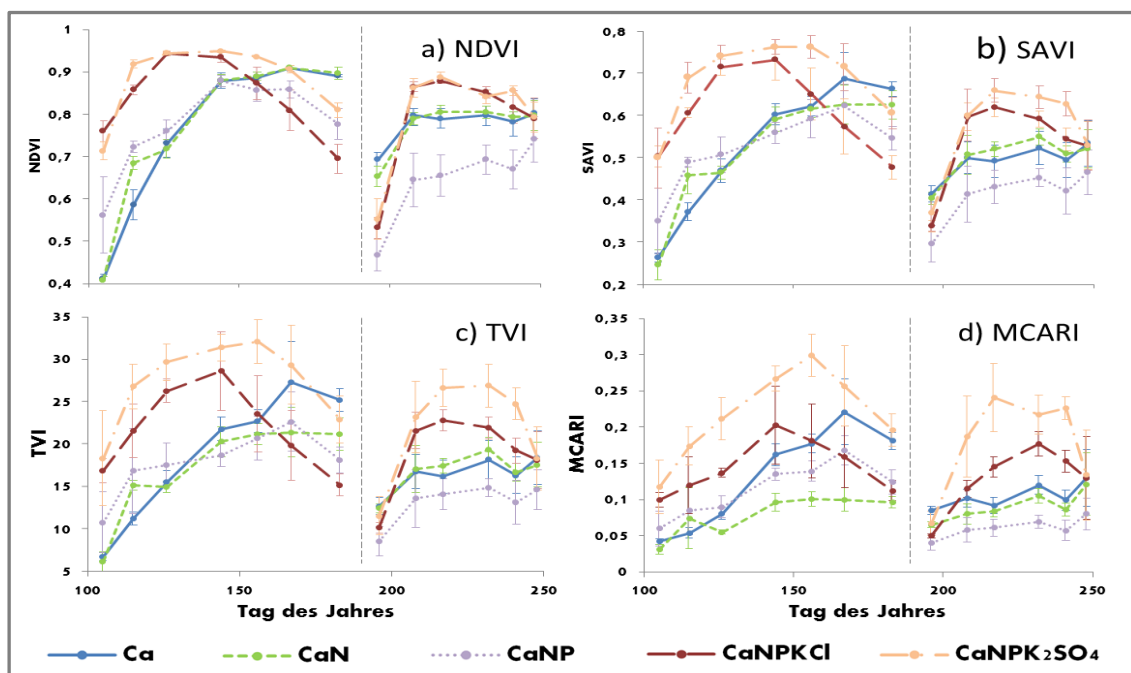 a) NDVI
1
0,9
0,8
0,7
0,6
0,5
0,4
NDVI
b) SAVI
0,8
0,7
0,6
0,5
0,4
0,3
0,2
SAVI
c) TVI
35
30
25
20
15
10
5
TVI
100 150 200 250
Tag des Jahres
d) MCARI
0,35
0,3
0,25
0,2
0,15
0,1
0,05
0
MCARI
100 150 200 250
Tag des Jahres
Ca CaN CaNP CaNPKCl CaNPK₂SO₄